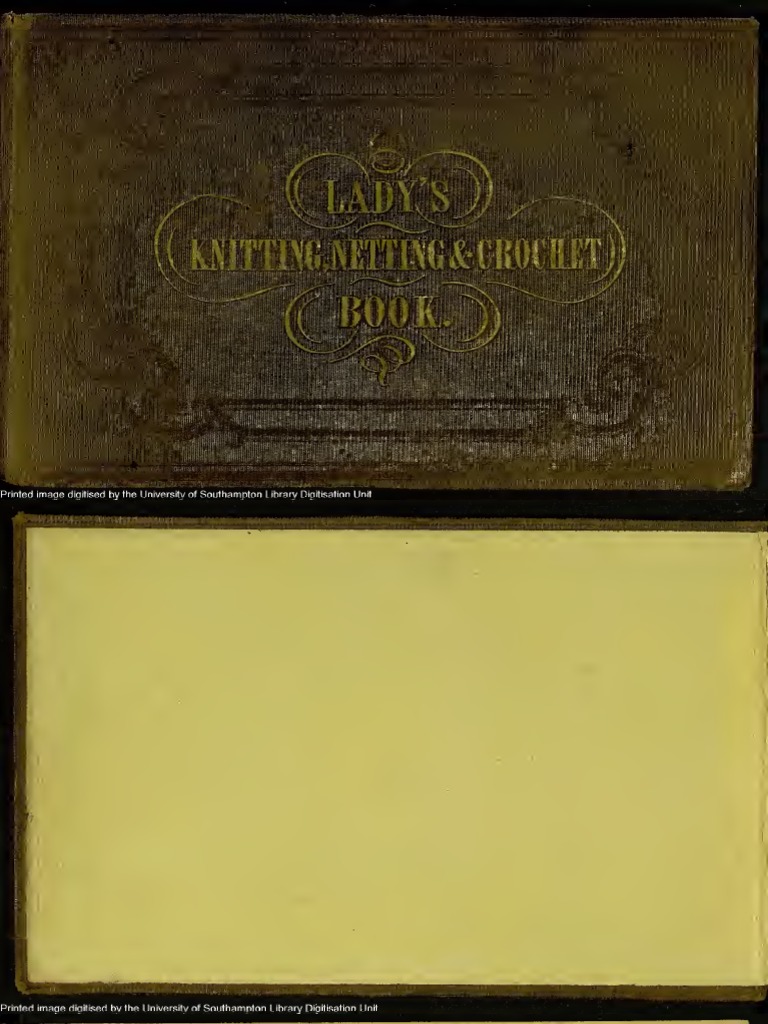 LADY'S
KNITTING, NETTING & CROCHET
BOOK.
Printed image digitised by the University of Southampton Library Digitisation Unit
Printed image digitised by the University of Southampton Library Digitisation Unit